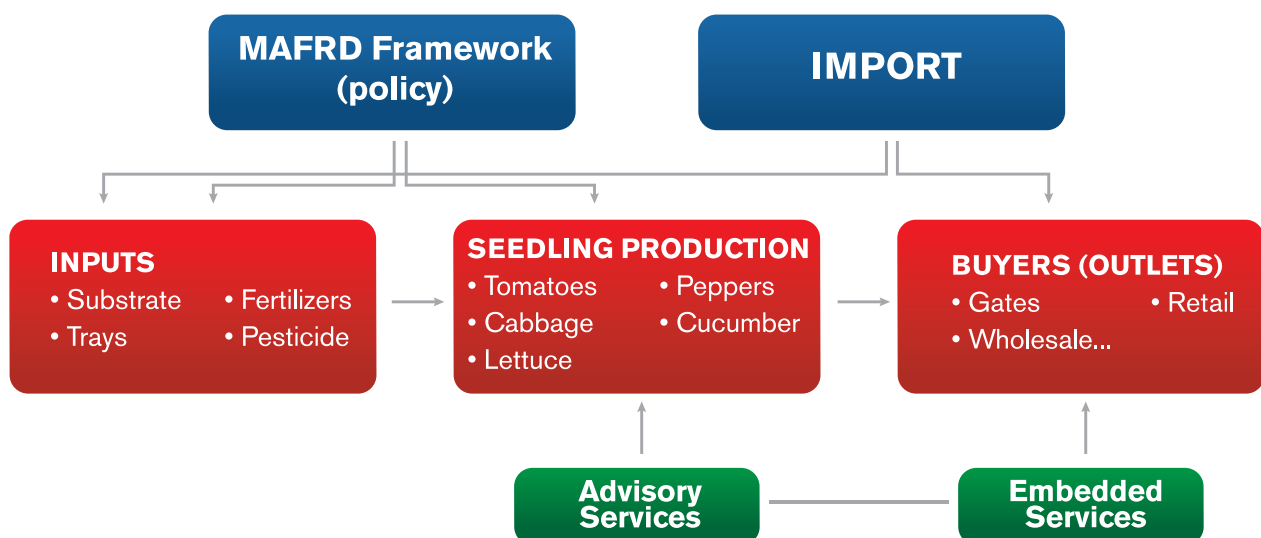 MAFRD Framework
(policy)
IMPORT
INPUTS
• Substrate
• Trays
• Fertilizers
• Pesticide
SEEDLING PRODUCTION
• Tomatoes
• Cabbage
• Lettuce
• Peppers
• Cucumber
BUYERS (OUTLETS)
• Gates
• Wholesale...
• Retail
Advisory
Services
Embedded
Services